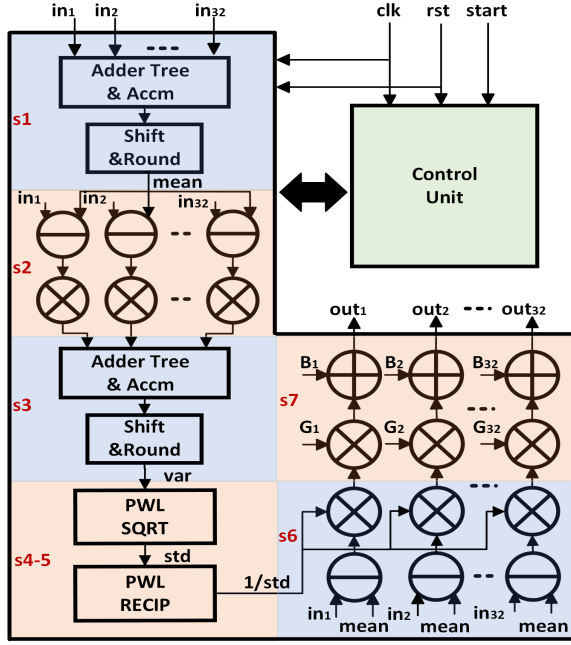 in1 in2 in32 clk rst start
Adder Tree
& Accm
s1
Shift
&Round
mean
Control
Unit
in1 in2 in32
s2
out1 out2 out32
Adder Tree
& Accm
B1 B2 B32
s3
s7
Shift
&Round
G1 G2 G32
var
PWL
SQRT
s6
std
s4-5
PWL
RECIP
1/std
in1 in2 in32
mean mean mean